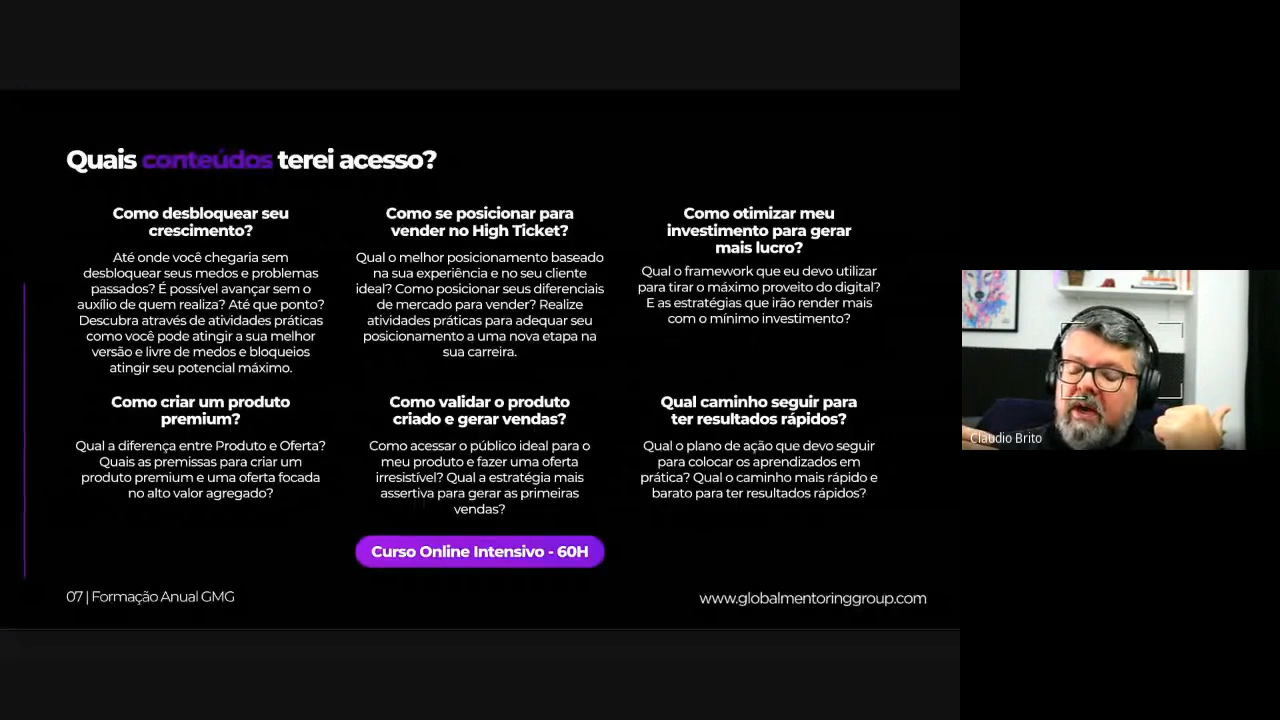 Quais conteúdos terei acesso?
Como desbloquear seu
crescimento?
Até onde você chegaria sem
desbloquear seus medos e problemas
passados? É possível avançar sem o
auxílio de quem realiza? Até que ponto?
Descubra através de atividades práticas
como você pode atingir a sua melhor
versão e livre de medos e bloqueios
atingir seu potencial máximo.
Como se posicionar para
vender no High Ticket?
Qual o melhor posicionamento baseado
na sua experiência e no seu cliente
ideal? Como posicionar seus diferenciais
de mercado para vender? Realize
atividades práticas para adequar seu
posicionamento a uma nova etapa na
sua carreira.
Como otimizar meu
investimento para gerar
mais lucro?
Qual o framework que eu devo utilizar
para tirar o máximo proveito do digital?
E as estratégias que irão render mais
com o mínimo investimento?
Como criar um produto
premium?
Qual a diferença entre Produto e Oferta?
Quais as premissas para criar um
produto premium e uma oferta focada
no alto valor agregado?
Como validar o produto
criado e gerar vendas?
Como acessar o público ideal para o
meu produto e fazer uma oferta
irresistível? Qual a estratégia mais
assertiva para gerar as primeiras
vendas?
Qual caminho seguir para
ter resultados rápidos?
Qual o plano de ação que devo seguir
para colocar os aprendizados em
prática? Qual o caminho mais rápido e
barato para ter resultados rápidos?
Curso Online Intensivo - 60H
07 | Formação Anual GMG
www.globalmentoringgroup.com
Claudio Brito